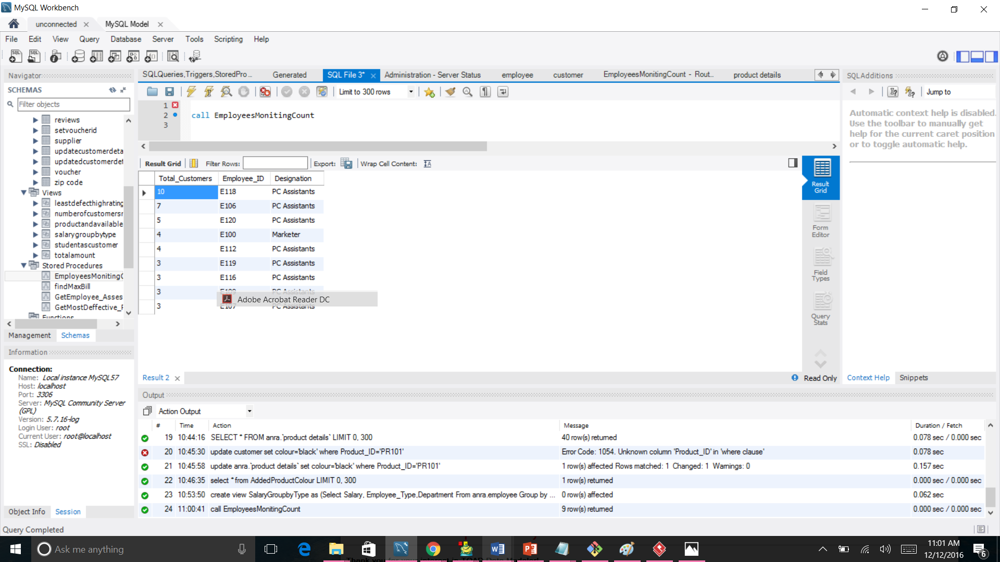 MySQL Workbench
unconnected
MySQL Model
File Edit View Query Database Server Tools Scripting Help
Navigator
SCHEMAS
Filter objects
reviews
setvoucherid
supplier
updatecustomerdeta
updatedcustomerdet
voucher
zip code
Views
leastdefecthighrating
numberofcustomersr
productandavailable
salarygroupbytype
studentascustomer
totalamount
Stored Procedures
EmployeesMonitingC
findMaxBill
GetEmployee_Asses
GetMostDeffective_P
Functions
Management Schemas
Information
Connection:
Name: Local instance MySQL57
Host: localhost
Port: 3306
Server: MySQL Community Server
(GPL)
Version: 5.7.16-log
Login User: root
Current User: root@localhost
SSL: Disabled
Object Info Session
Query Completed
SQLQueries,Triggers,StoredPro... Generated SQL File 3* Administration - Server Status employee customer EmployeesMonitingCount - Rout... product details
Limit to 300 rows
1
2 call EmployeesMonitingCount
3
Result Grid Filter Rows: Export: Wrap Cell Content:
Total_Customers Employee_ID Designation
10 E118 PC Assistants
7 E106 PC Assistants
5 E120 PC Assistants
4 E100 Marketer
4 E112 PC Assistants
3 E119 PC Assistants
3 E116 PC Assistants
3 PC Assistants
Adobe Acrobat Reader DC
3 E107 PC Assistants
Result Grid
Form Editor
Field Types
Query Stats
Result 2
Read Only
SQLAdditions
Jump to
Automatic context help is disabled.
Use the toolbar to manually get
help for the current caret position
or to toggle automatic help.
Context Help Snippets
Output
Action Output
# Time Action Message Duration / Fetch
19 10:44:16 SELECT * FROM anra.`product details` LIMIT 0, 300 40 row(s) returned 0.078 sec / 0.000 sec
20 10:45:30 update customer set colour='black' where Product_ID='PR101' Error Code: 1054. Unknown column 'Product_ID' in 'where clause' 0.078 sec
21 10:45:58 update anra.`product details` set colour='black' where Product_ID='PR101' 1 row(s) affected Rows matched: 1 Changed: 1 Warnings: 0 0.157 sec
22 10:46:35 select * from AddedProductColour LIMIT 0, 300 1 row(s) returned 0.000 sec / 0.000 sec
23 10:53:50 create view SalaryGroupbyType as (Select Salary, Employee_Type,Department From anra.employee Group by ... 0 row(s) affected 0.062 sec
24 11:00:41 call EmployeesMonitingCount 9 row(s) returned 0.000 sec / 0.000 sec
Ask me anything
11:01 AM
12/12/2016
6